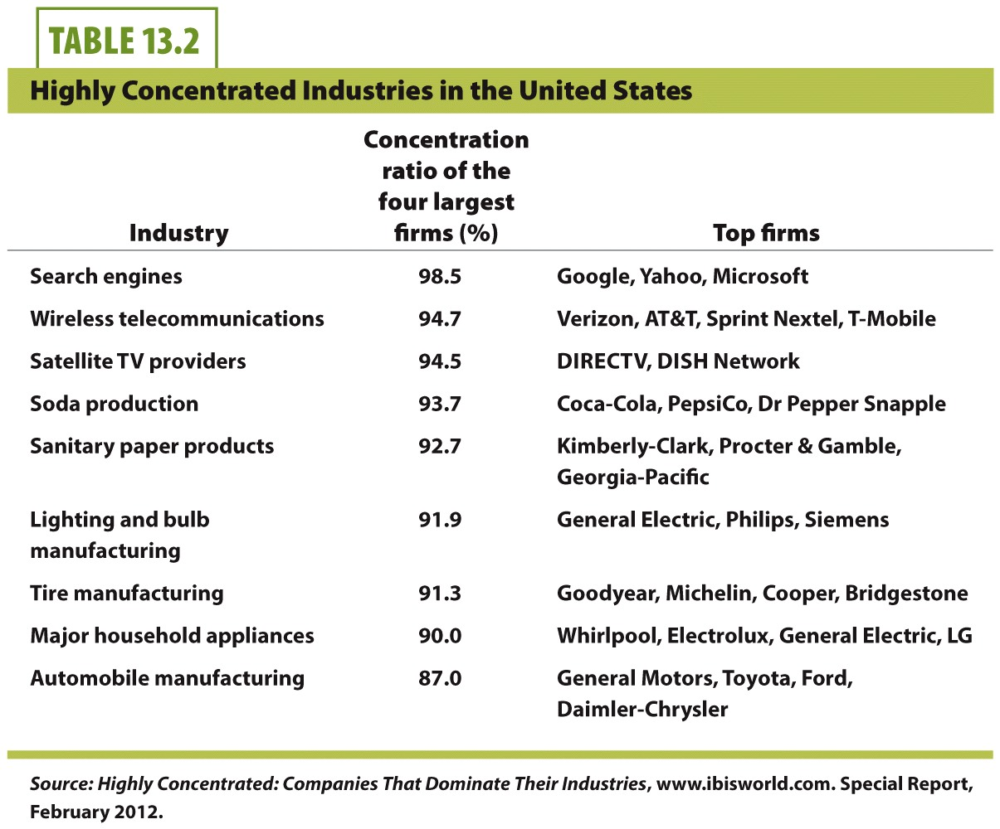 TABLE 13.2
Highly Concentrated Industries in the United States
Concentration
ratio of the
four largest
Industry firms (%) Top firms
Search engines 98.5 Google, Yahoo, Microsoft
Wireless telecommunications 94.7 Verizon, AT&T, Sprint Nextel, T-Mobile
Satellite TV providers 94.5 DIRECTV, DISH Network
Soda production 93.7 Coca-Cola, PepsiCo, Dr Pepper Snapple
Sanitary paper products 92.7 Kimberly-Clark, Procter & Gamble,
Georgia-Pacific
Lighting and bulb 91.9 General Electric, Philips, Siemens
manufacturing
Tire manufacturing 91.3 Goodyear, Michelin, Cooper, Bridgestone
Major household appliances 90.0 Whirlpool, Electrolux, General Electric, LG
Automobile manufacturing 87.0 General Motors, Toyota, Ford,
Daimler-Chrysler
Source: Highly Concentrated: Companies That Dominate Their Industries, www.ibisworld.com. Special Report,
February 2012.